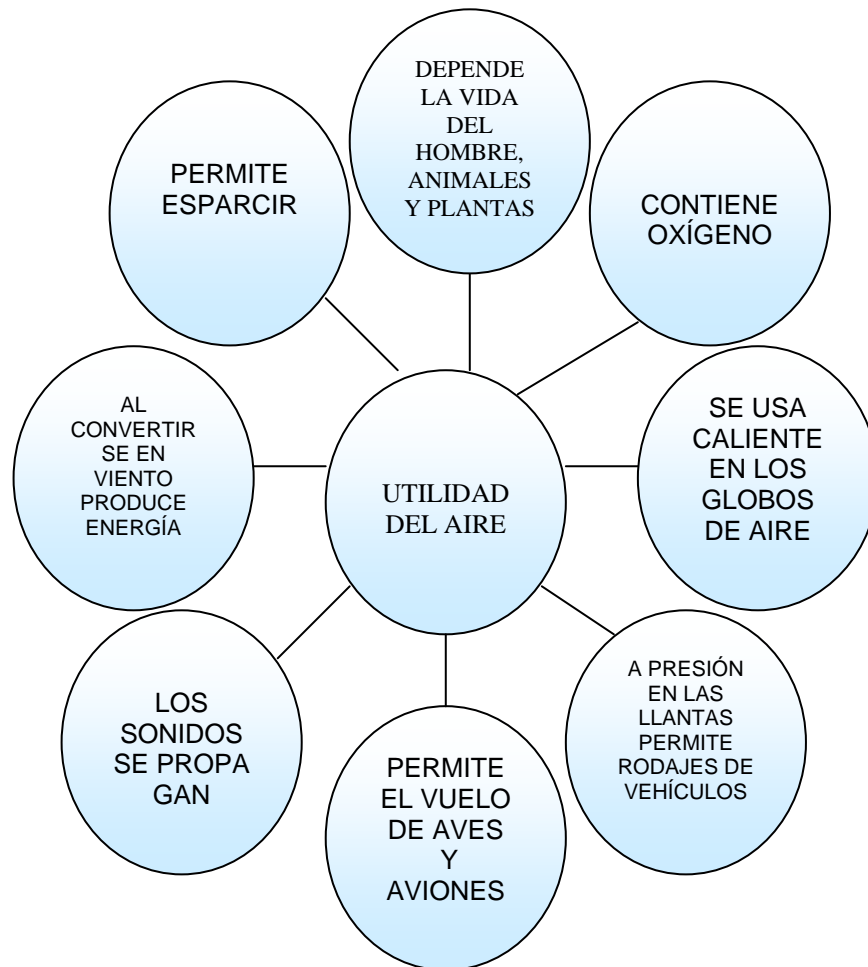 DEPENDE
LA VIDA
DEL
HOMBRE,
ANIMALES
Y PLANTAS
PERMITE
ESPARCIR
CONTIENE
OXÍGENO
AL
CONVERTIR
SE EN
VIENTO
PRODUCE
ENERGÍA
UTILIDAD
DEL AIRE
SE USA
CALIENTE
EN LOS
GLOBOS
DE AIRE
LOS
SONIDOS
SE PROPA
GAN
PERMITE
EL VUELO
DE AVES
Y
AVIONES
A PRESIÓN
EN LAS
LLANTAS
PERMITE
RODAJES DE
VEHÍCULOS